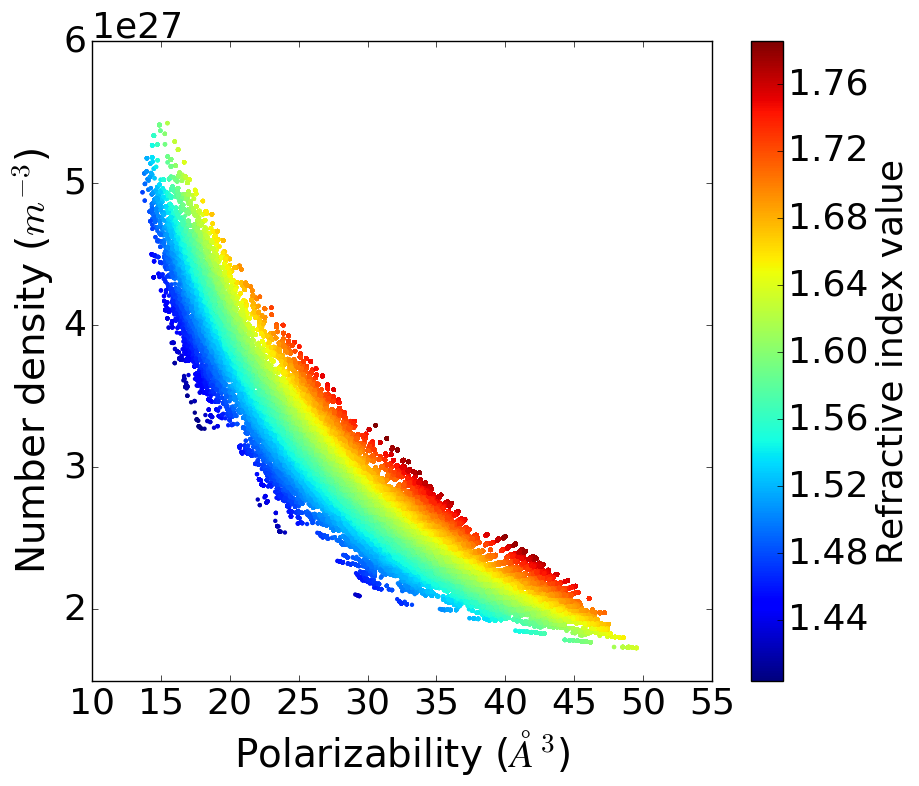 1e27
6
5
4
3
2
Number density (m⁻³)
10 15 20 25 30 35 40 45 50 55
Polarizability (Å³)
1.76
1.72
1.68
1.64
1.60
1.56
1.52
1.48
1.44
Refractive index value